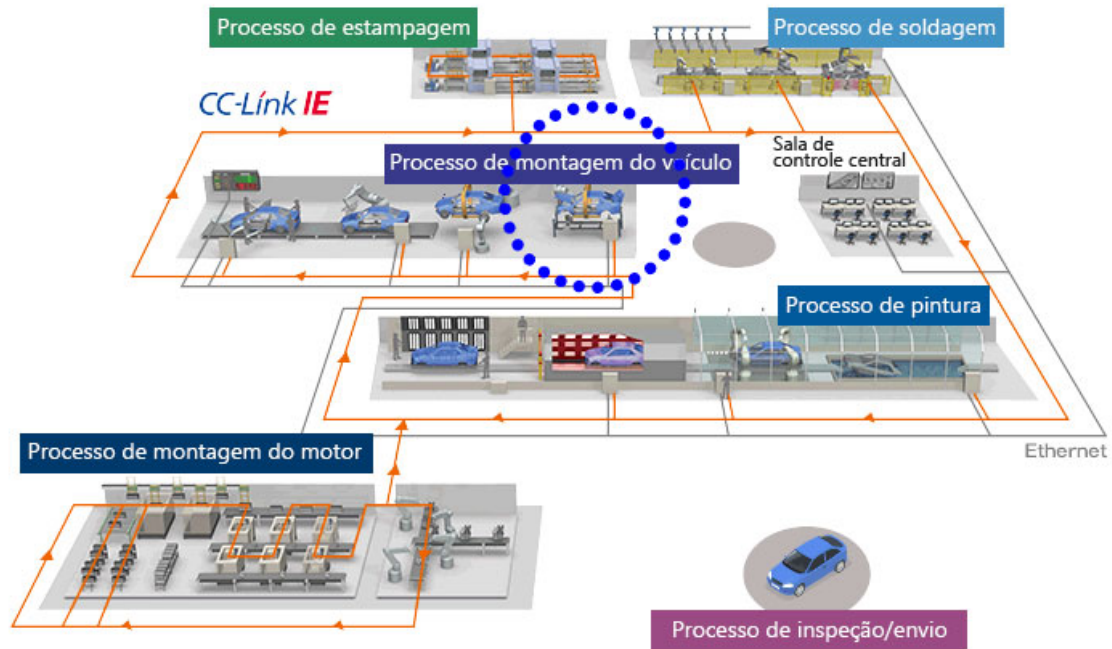 Processo de estampagem
Processo de soldagem
CC-Línk IE
Processo de montagem do veículo
Sala de
controle central
Processo de pintura
Ethernet
Processo de montagem do motor
Processo de inspeção/envio